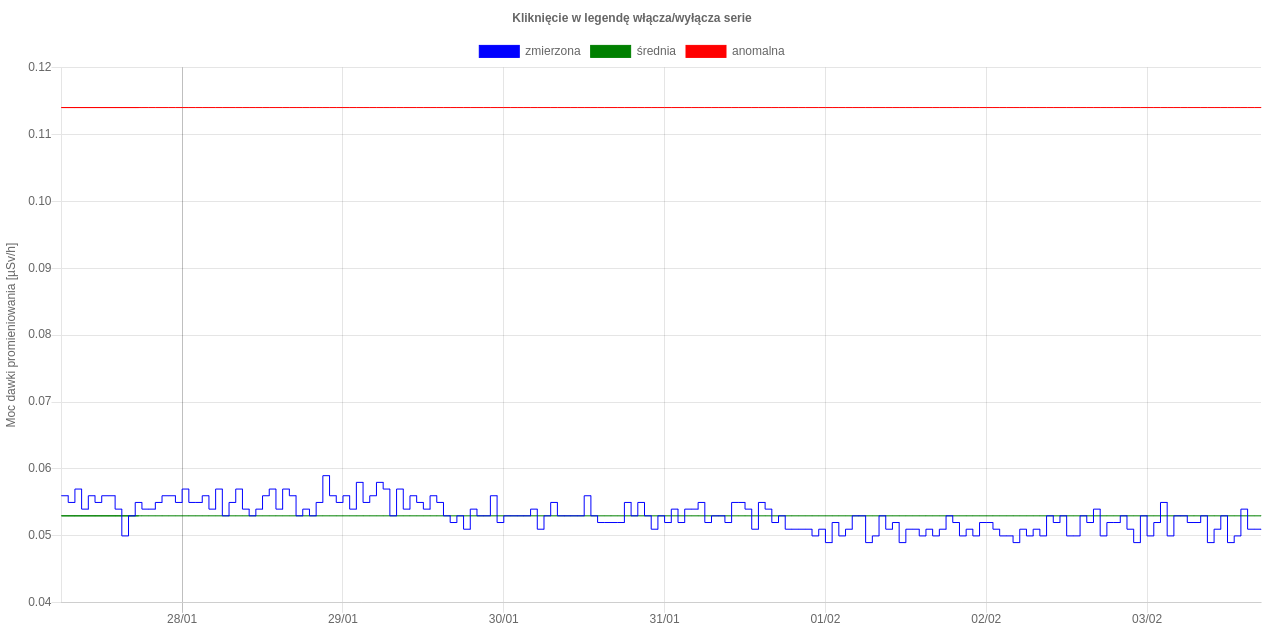 Kliknięcie w legendę włącza/wyłącza serie
zmierzona średnia anomalna
Moc dawki promieniowania [µSv/h]
0.12
0.11
0.10
0.09
0.08
0.07
0.06
0.05
0.04
28/01 29/01 30/01 31/01 01/02 02/02 03/02